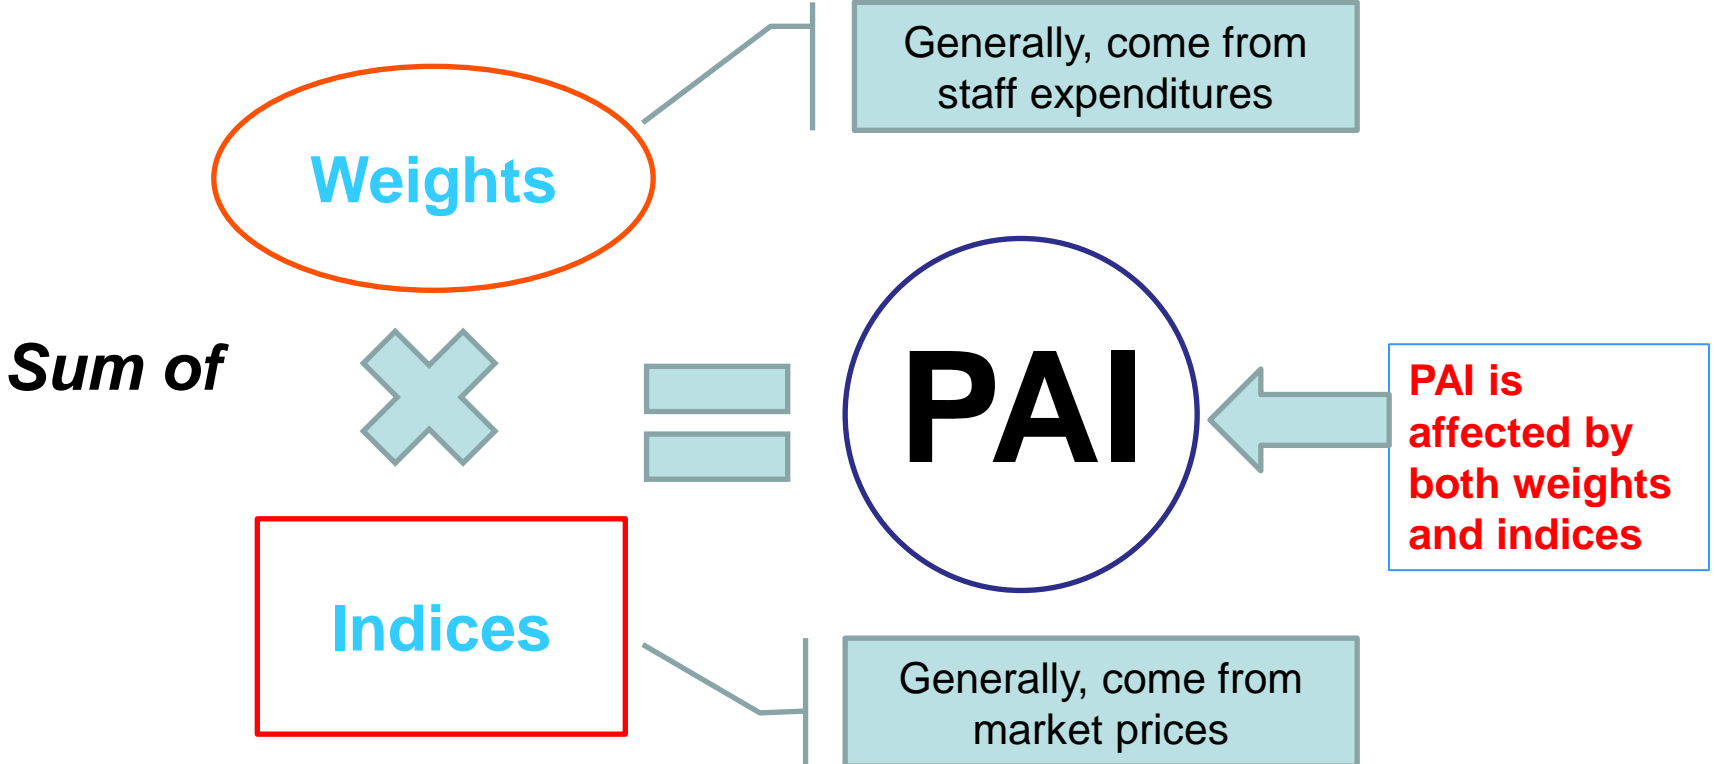 Generally, come from
staff expenditures
Weights
Sum of
PAI
PAI is
affected by
both weights
and indices
Indices
Generally, come from
market prices